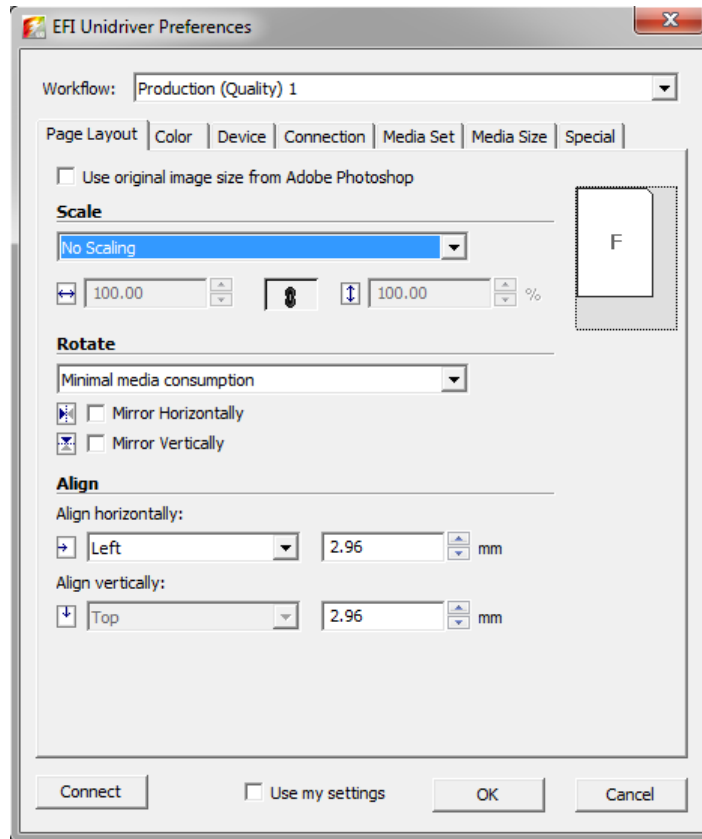 EFI Unidriver Preferences
Workflow: Production (Quality) 1
Page Layout Color Device Connection Media Set Media Size Special
Use original image size from Adobe Photoshop
Scale
No Scaling
F
100.00 100.00 %
Rotate
Minimal media consumption
Mirror Horizontally
Mirror Vertically
Align
Align horizontally:
Left 2.96 mm
Align vertically:
Top 2.96 mm
Connect Use my settings OK Cancel